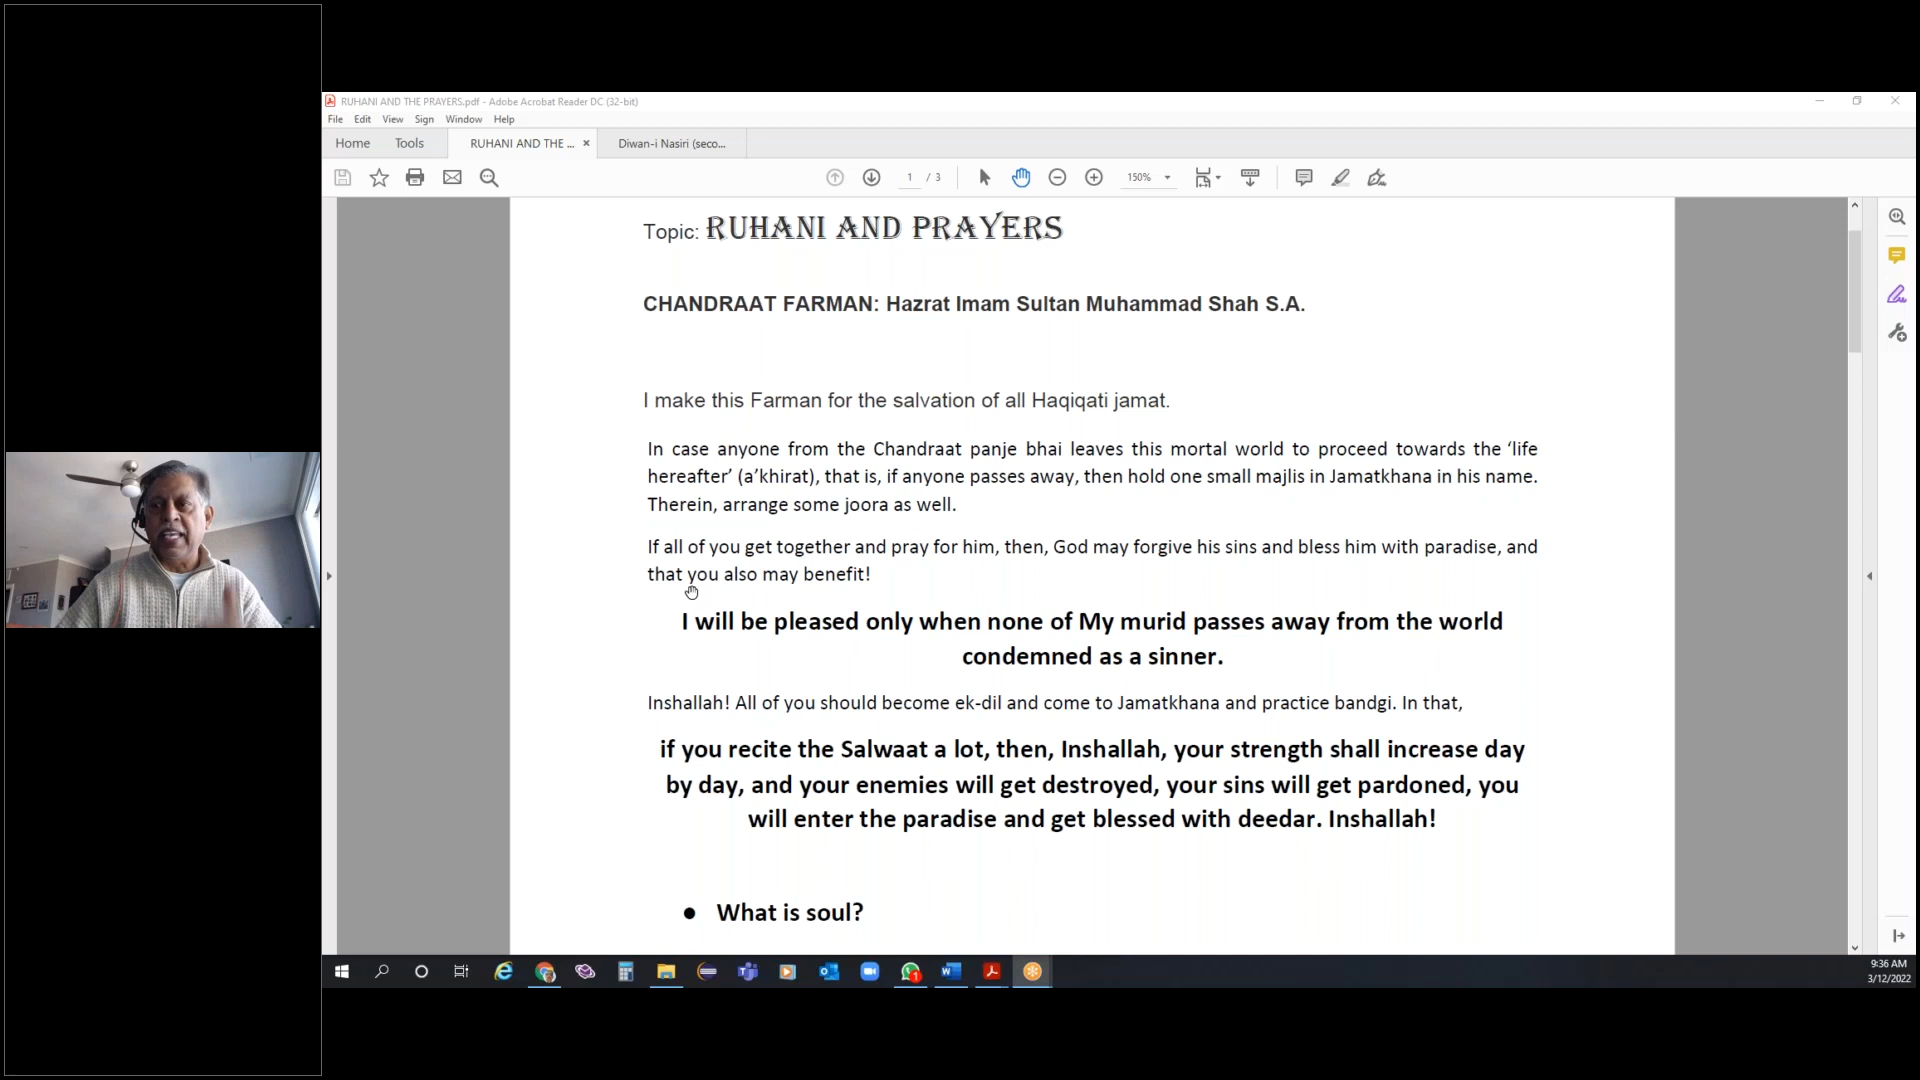 RUHANI AND THE PRAYERS.pdf - Adobe Acrobat Reader DC (32-bit)
File Edit View Sign Window Help
Home Tools RUHANI AND THE ... Diwan-i Nasiri (seco...
1 / 3 150%
Topic: RUHANI AND PRAYERS
CHANDRAAT FARMAN: Hazrat Imam Sultan Muhammad Shah S.A.
I make this Farman for the salvation of all Haqiqati jamat.
In case anyone from the Chandraat panje bhai leaves this mortal world to proceed towards the ‘life
hereafter’ (a’khirat), that is, if anyone passes away, then hold one small majlis in Jamatkhana in his name.
Therein, arrange some joora as well.
If all of you get together and pray for him, then, God may forgive his sins and bless him with paradise, and
that you also may benefit!
I will be pleased only when none of My murid passes away from the world
condemned as a sinner.
Inshallah! All of you should become ek-dil and come to Jamatkhana and practice bandgi. In that,
if you recite the Salwaat a lot, then, Inshallah, your strength shall increase day
by day, and your enemies will get destroyed, your sins will get pardoned, you
will enter the paradise and get blessed with deedar. Inshallah!
● What is soul?
1
9:36 AM
3/12/2022